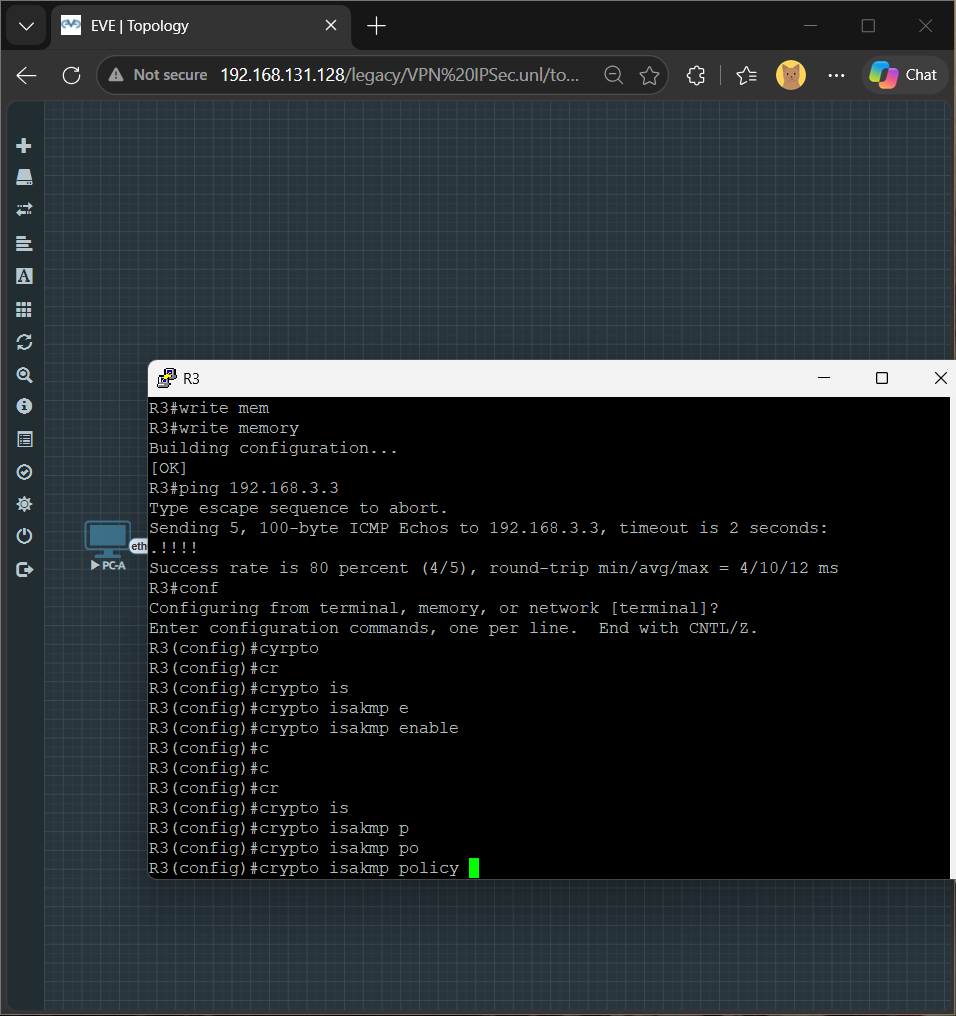 EVE | Topology
Not secure 192.168.131.128/legacy/VPN%20IPSec.unl/to...
Chat
A
R3
R3#write mem
R3#write memory
Building configuration...
[OK]
R3#ping 192.168.3.3
Type escape sequence to abort.
Sending 5, 100-byte ICMP Echos to 192.168.3.3, timeout is 2 seconds:
.!!!!
Success rate is 80 percent (4/5), round-trip min/avg/max = 4/10/12 ms
R3#conf
Configuring from terminal, memory, or network [terminal]?
Enter configuration commands, one per line.  End with CNTL/Z.
R3(config)#cyrpto
R3(config)#cr
R3(config)#crypto is
R3(config)#crypto isakmp e
R3(config)#crypto isakmp enable
R3(config)#c
R3(config)#c
R3(config)#cr
R3(config)#crypto is
R3(config)#crypto isakmp p
R3(config)#crypto isakmp po
R3(config)#crypto isakmp policy
eth
PC-A